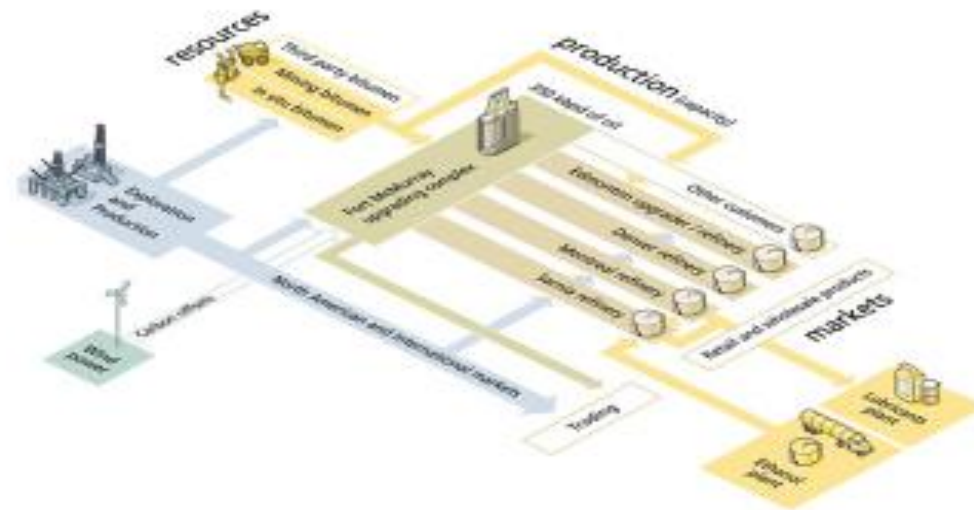 resources
Third party bitumen
Mining bitumen
In situ bitumen
production (capacity)
350 kbpd of oil
Exploration
and
Production
Fort McMurray
upgrading complex
Other customers
Edmonton upgrader / refinery
Denver refinery
Montreal refinery
Sarnia refinery
Carbon offsets
Wind
power
North American and international markets
Trading
Retail and wholesale products
markets
Lubricants
plant
Ethanol
plant